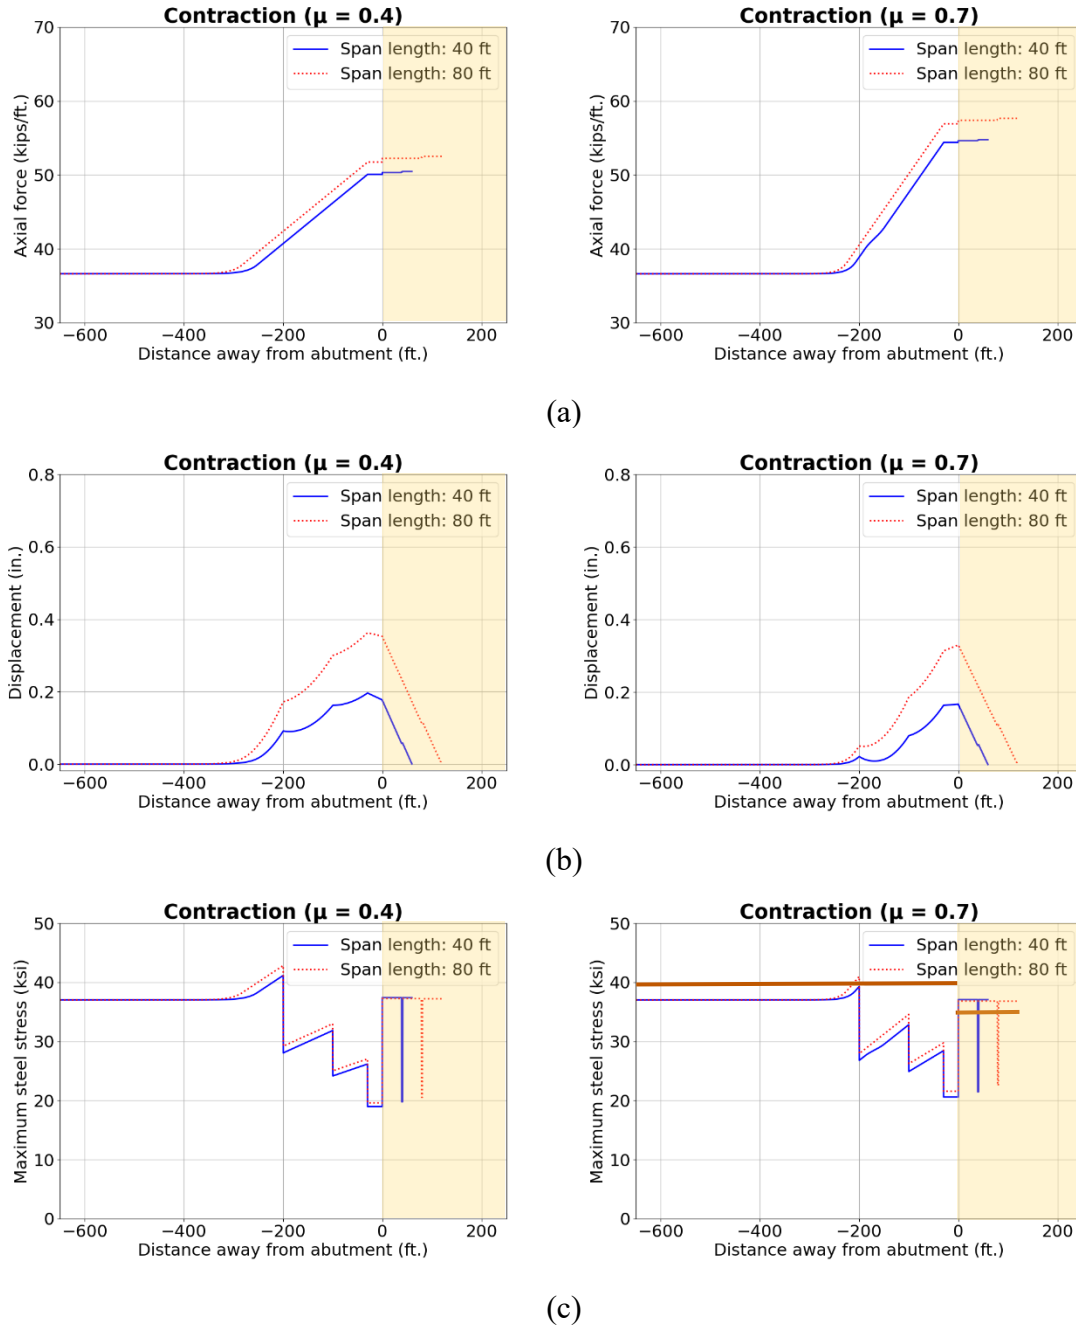 Contraction (μ = 0.4)
70
60
50
40
30
Axial force (kips/ft.)
Span length: 40 ft
Span length: 80 ft
−600
−400
−200
0
200
Distance away from abutment (ft.)
Contraction (μ = 0.7)
70
60
50
40
30
Axial force (kips/ft.)
Span length: 40 ft
Span length: 80 ft
−600
−400
−200
0
200
Distance away from abutment (ft.)
(a)
Contraction (μ = 0.4)
0.8
0.6
0.4
0.2
0.0
Displacement (in.)
Span length: 40 ft
Span length: 80 ft
−600
−400
−200
0
200
Distance away from abutment (ft.)
Contraction (μ = 0.7)
0.8
0.6
0.4
0.2
0.0
Displacement (in.)
Span length: 40 ft
Span length: 80 ft
−600
−400
−200
0
200
Distance away from abutment (ft.)
(b)
Contraction (μ = 0.4)
50
40
30
20
10
0
Maximum steel stress (ksi)
Span length: 40 ft
Span length: 80 ft
−600
−400
−200
0
200
Distance away from abutment (ft.)
Contraction (μ = 0.7)
50
40
30
20
10
0
Maximum steel stress (ksi)
Span length: 40 ft
Span length: 80 ft
−600
−400
−200
0
200
Distance away from abutment (ft.)
(c)